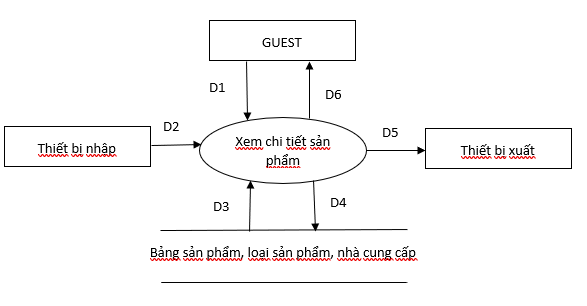 GUEST
D1
D6
D2
D5
Thiết bị nhập
Xem chi tiết sản
phẩm
Thiết bị xuất
D3
D4
Bảng sản phẩm, loại sản phẩm, nhà cung cấp